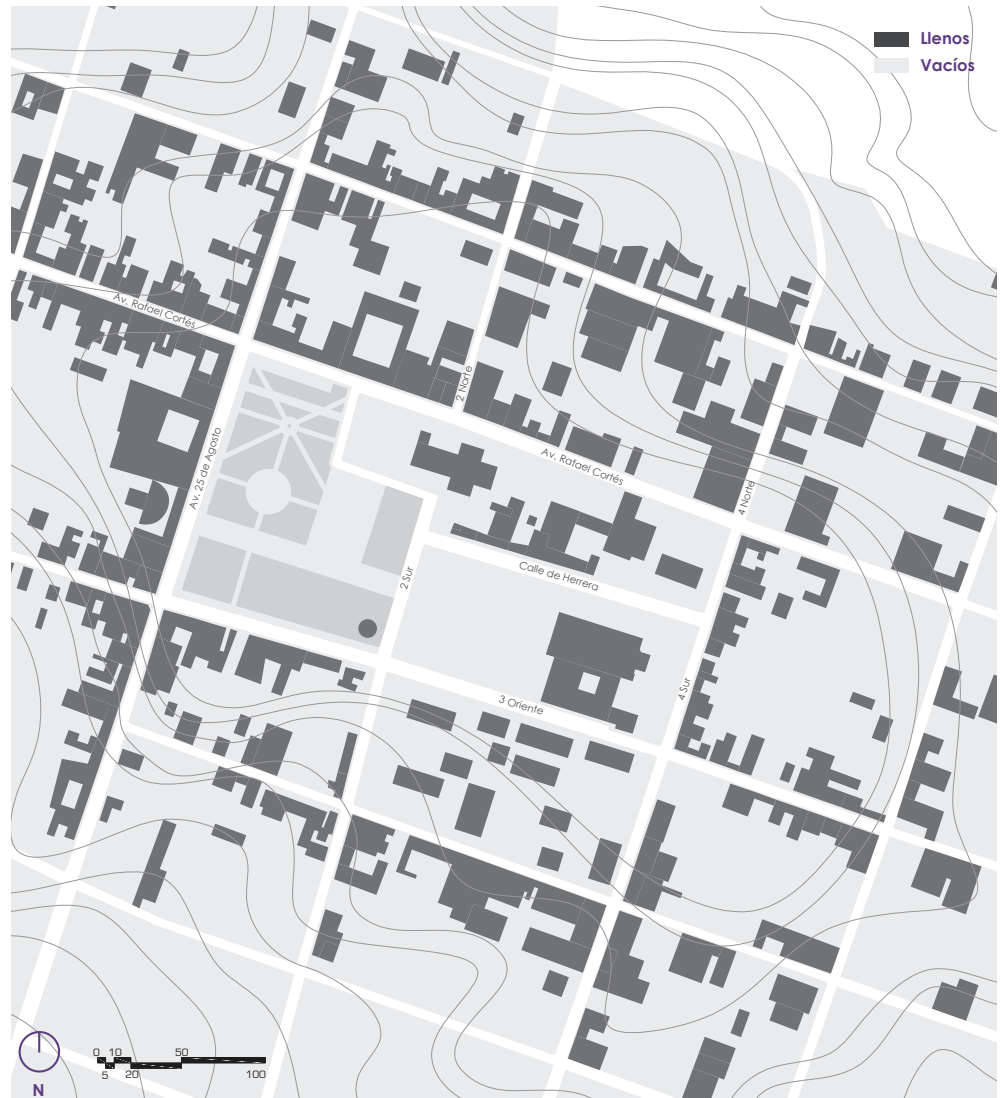 Llenos
Vacíos
Av. Rafael Cortés
2 Norte
Av. 25 de Agosto
Av. Rafael Cortés
4 Norte
2 Sur
Calle de Herrera
4 Sur
3 Oriente
0 10 50
5 20 100
N